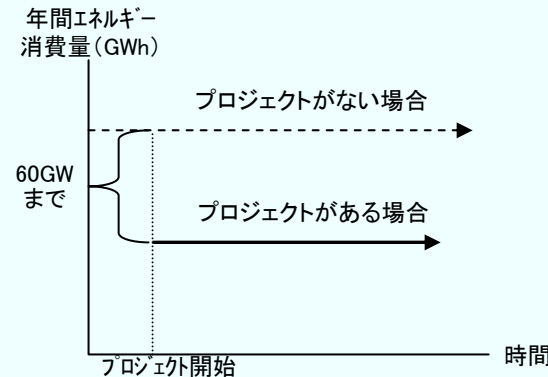 年間エネルギー
消費量(GWh)
プロジェクトがない場合
60GW
まで
プロジェクトがある場合
時間
プロジェクト開始